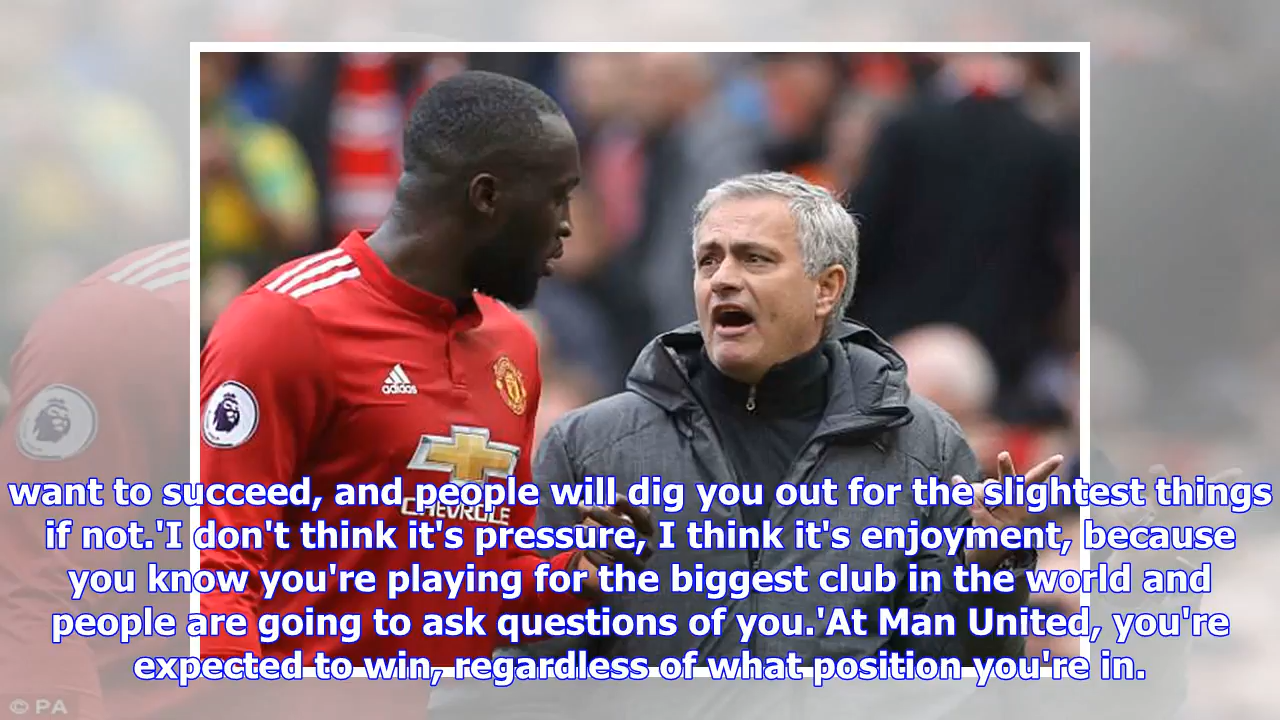 adidas
CHEVROLET
want to succeed, and people will dig you out for the slightest things
if not.'I don't think it's pressure, I think it's enjoyment, because
you know you're playing for the biggest club in the world and
people are going to ask questions of you.'At Man United, you're
expected to win, regardless of what position you're in.
© PA